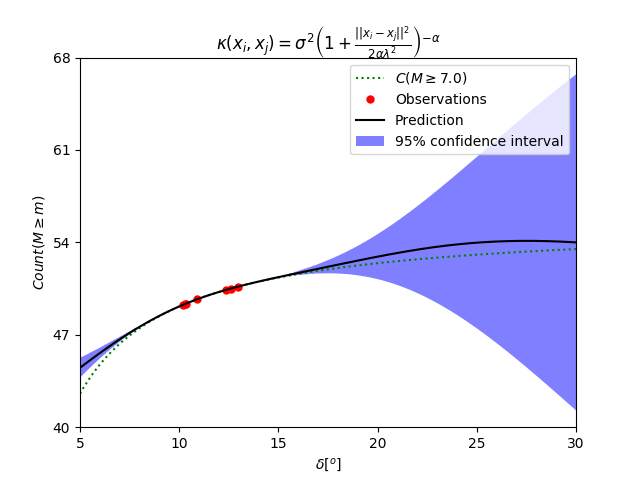 κ(x_i, x_j) = σ²(1 + ||x_i − x_j||² / 2αλ²)^−α
68
61
54
47
40
Count(M ≥ m)
C(M ≥ 7.0)
Observations
Prediction
95% confidence interval
5 10 15 20 25 30
δ[°]